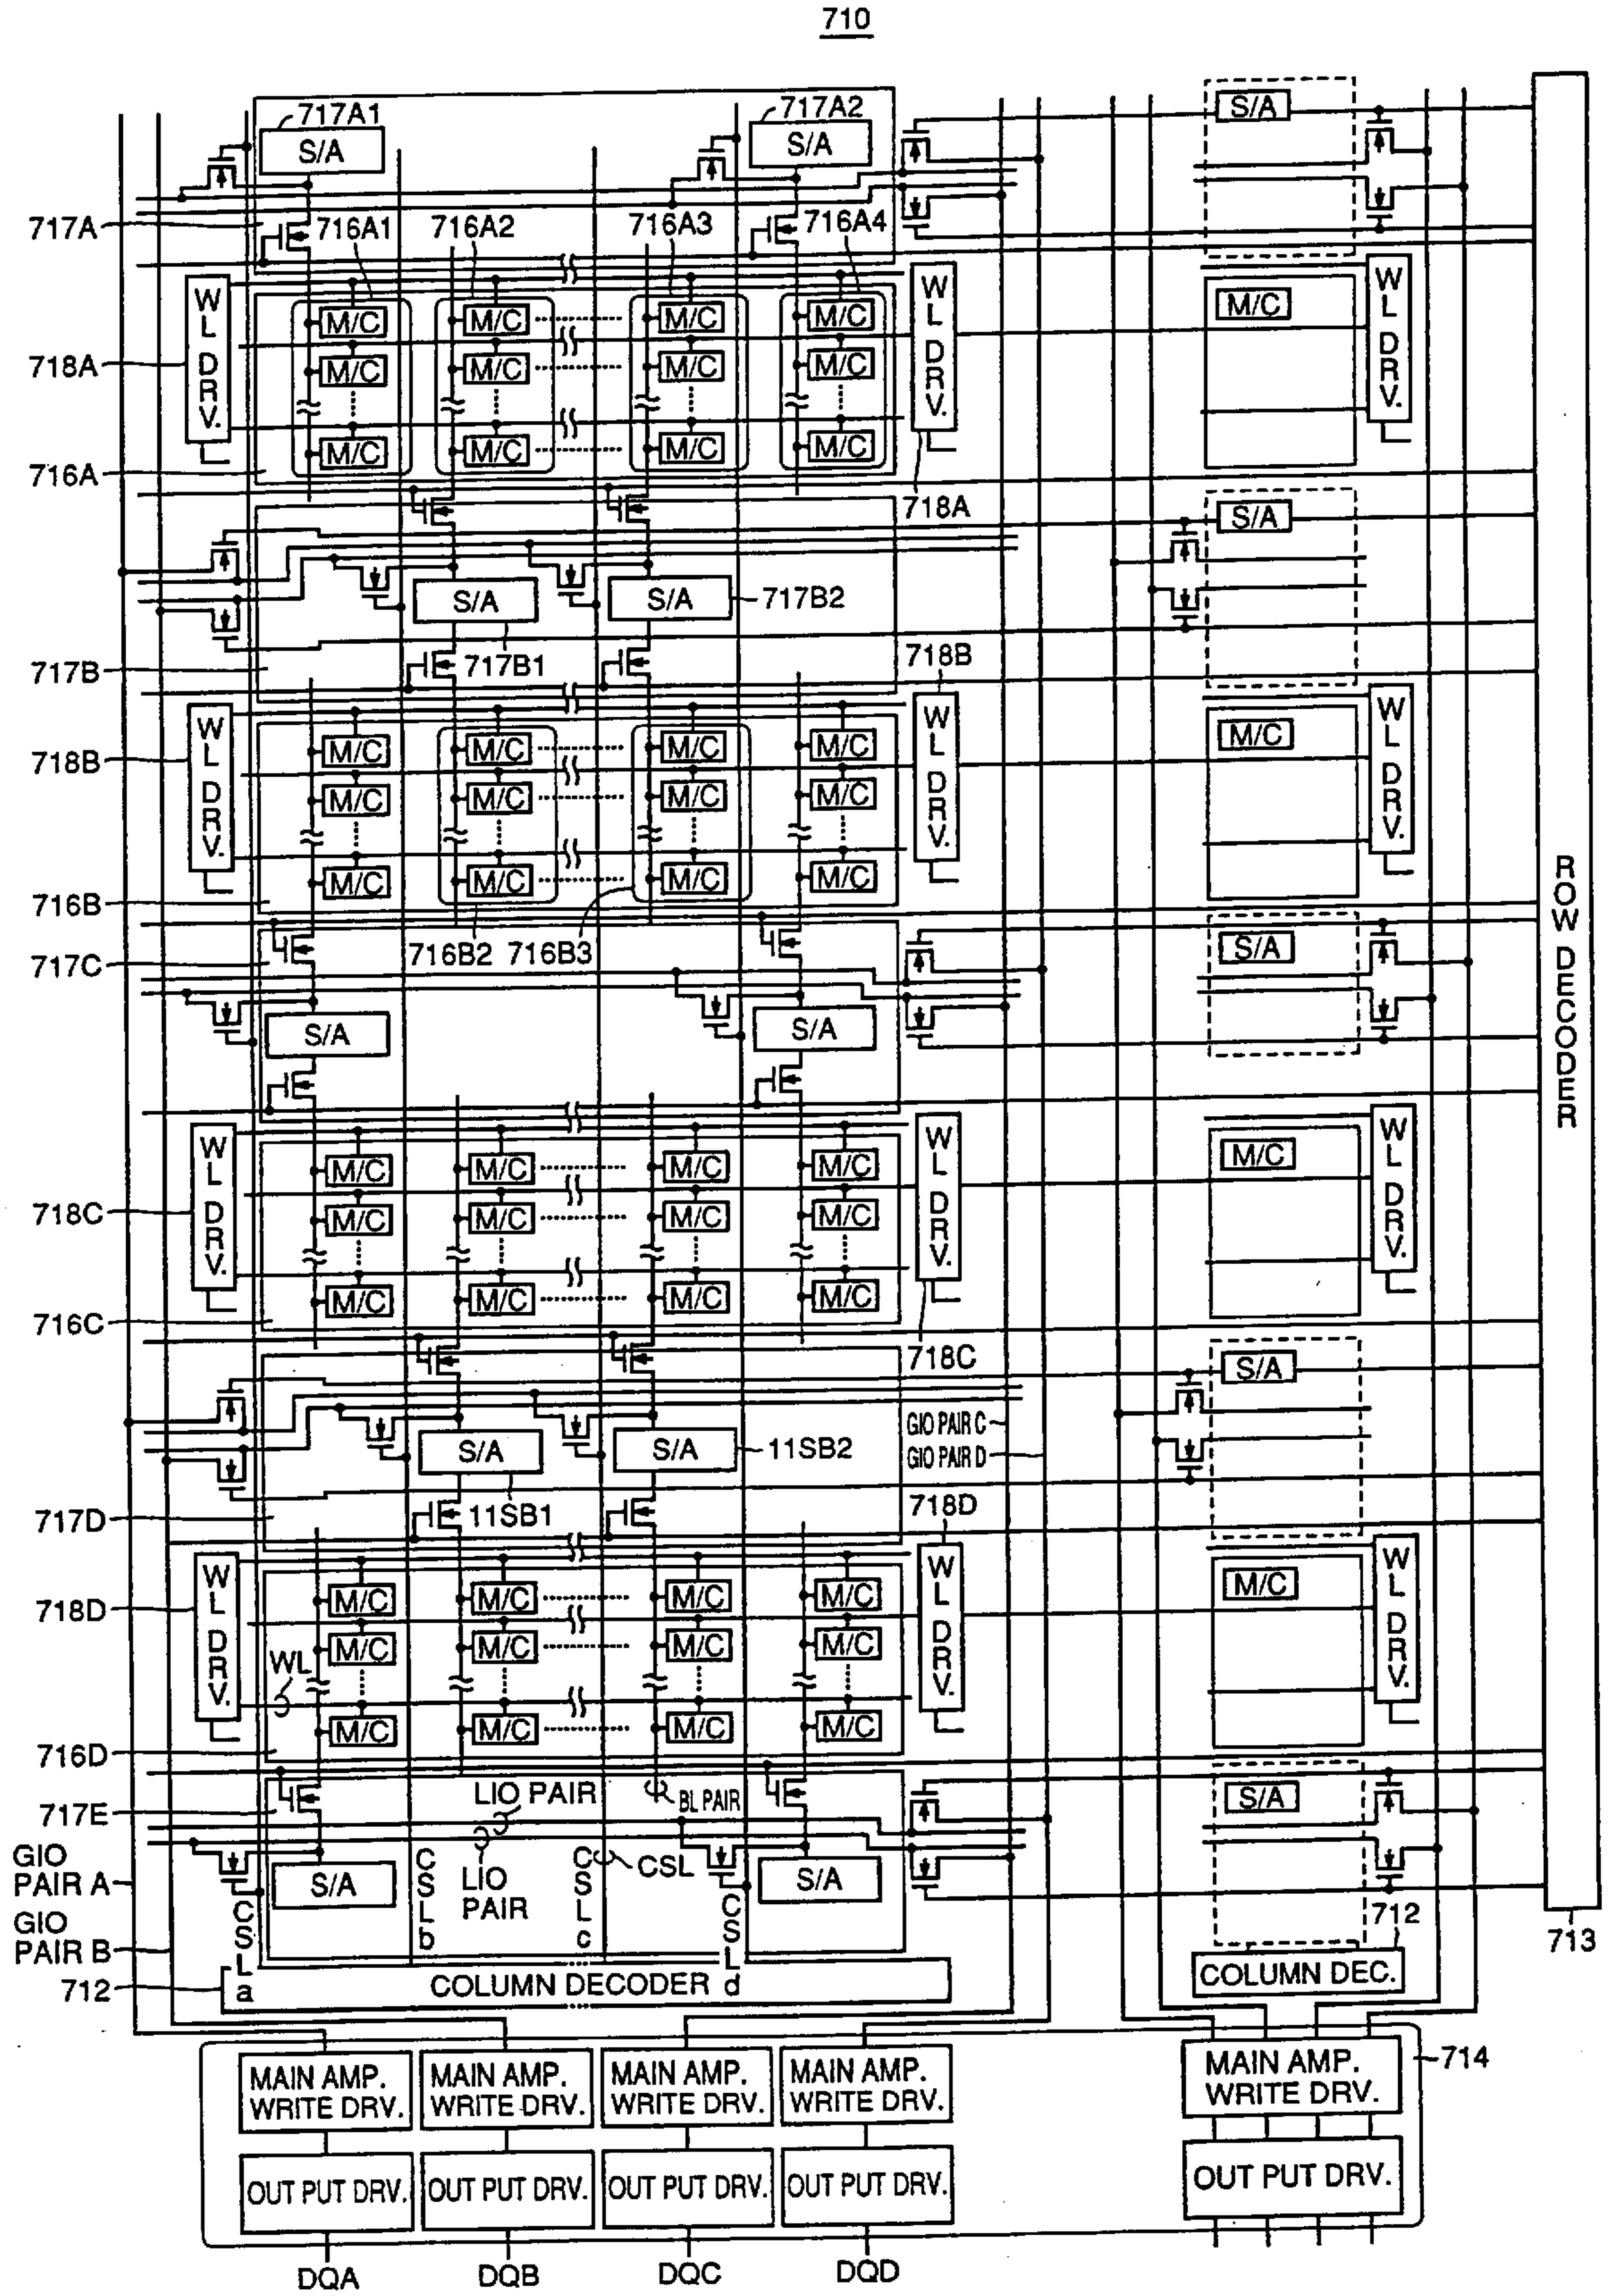 710
717A1
717A2
S/A
S/A
S/A
717A
716A1
716A2
716A3
716A4
WL DRV.
M/C
M/C
M/C
M/C
WL DRV.
M/C
WL DRV.
718A
M/C
M/C
M/C
M/C
M/C
M/C
M/C
M/C
716A
718A
S/A
S/A
S/A
717B2
717B
717B1
718B
WL DRV.
M/C
M/C
M/C
M/C
WL DRV.
M/C
WL DRV.
718B
M/C
M/C
M/C
M/C
M/C
M/C
M/C
M/C
716B
716B2
716B3
717C
S/A
S/A
S/A
ROW DECODER
WL DRV.
M/C
M/C
M/C
M/C
WL DRV.
M/C
WL DRV.
718C
M/C
M/C
M/C
M/C
M/C
M/C
M/C
M/C
716C
718C
S/A
GIO PAIR C
GIO PAIR D
S/A
S/A
11SB2
717D
11SB1
718D
WL DRV.
M/C
M/C
M/C
M/C
WL DRV.
M/C
WL DRV.
718D
M/C
M/C
M/C
M/C
WL
M/C
M/C
M/C
M/C
716D
717E
LIO PAIR
BL PAIR
S/A
GIO
PAIR A
S/A
CSLb
LIO
PAIR
CSLc
CSL
S/A
GIO
PAIR B
CSLa
CSLd
712
713
712
COLUMN DECODER
COLUMN DEC.
MAIN AMP.
WRITE DRV.
MAIN AMP.
WRITE DRV.
MAIN AMP.
WRITE DRV.
MAIN AMP.
WRITE DRV.
MAIN AMP.
WRITE DRV.
714
OUT PUT DRV.
OUT PUT DRV.
OUT PUT DRV.
OUT PUT DRV.
OUT PUT DRV.
DQA
DQB
DQC
DQD